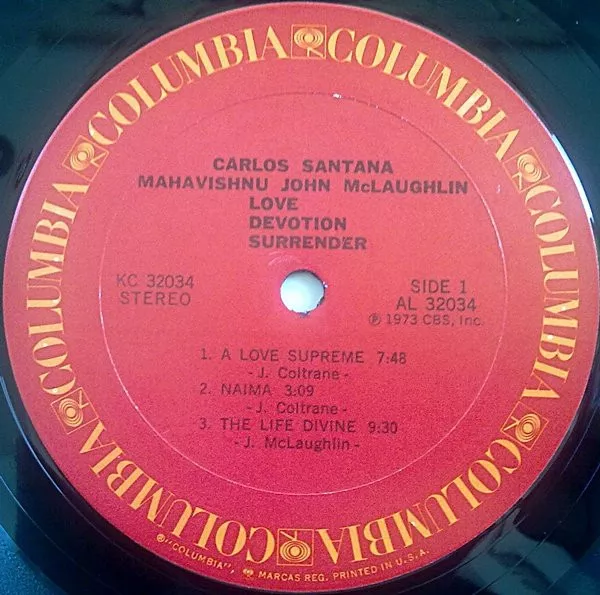 COLUMBIA COLUMBIA COLUMBIA COLUMBIA COLUMBIA COLUMBIA
CARLOS SANTANA
MAHAVISHNU JOHN McLAUGHLIN
LOVE
DEVOTION
SURRENDER
KC 32034
STEREO
SIDE 1
AL 32034
℗ 1973 CBS, Inc.
1. A LOVE SUPREME 7:48
- J. Coltrane -
2. NAIMA 3:09
- J. Coltrane -
3. THE LIFE DIVINE 9:30
- J. McLaughlin -
®"COLUMBIA", MARCAS REG. PRINTED IN U.S.A.